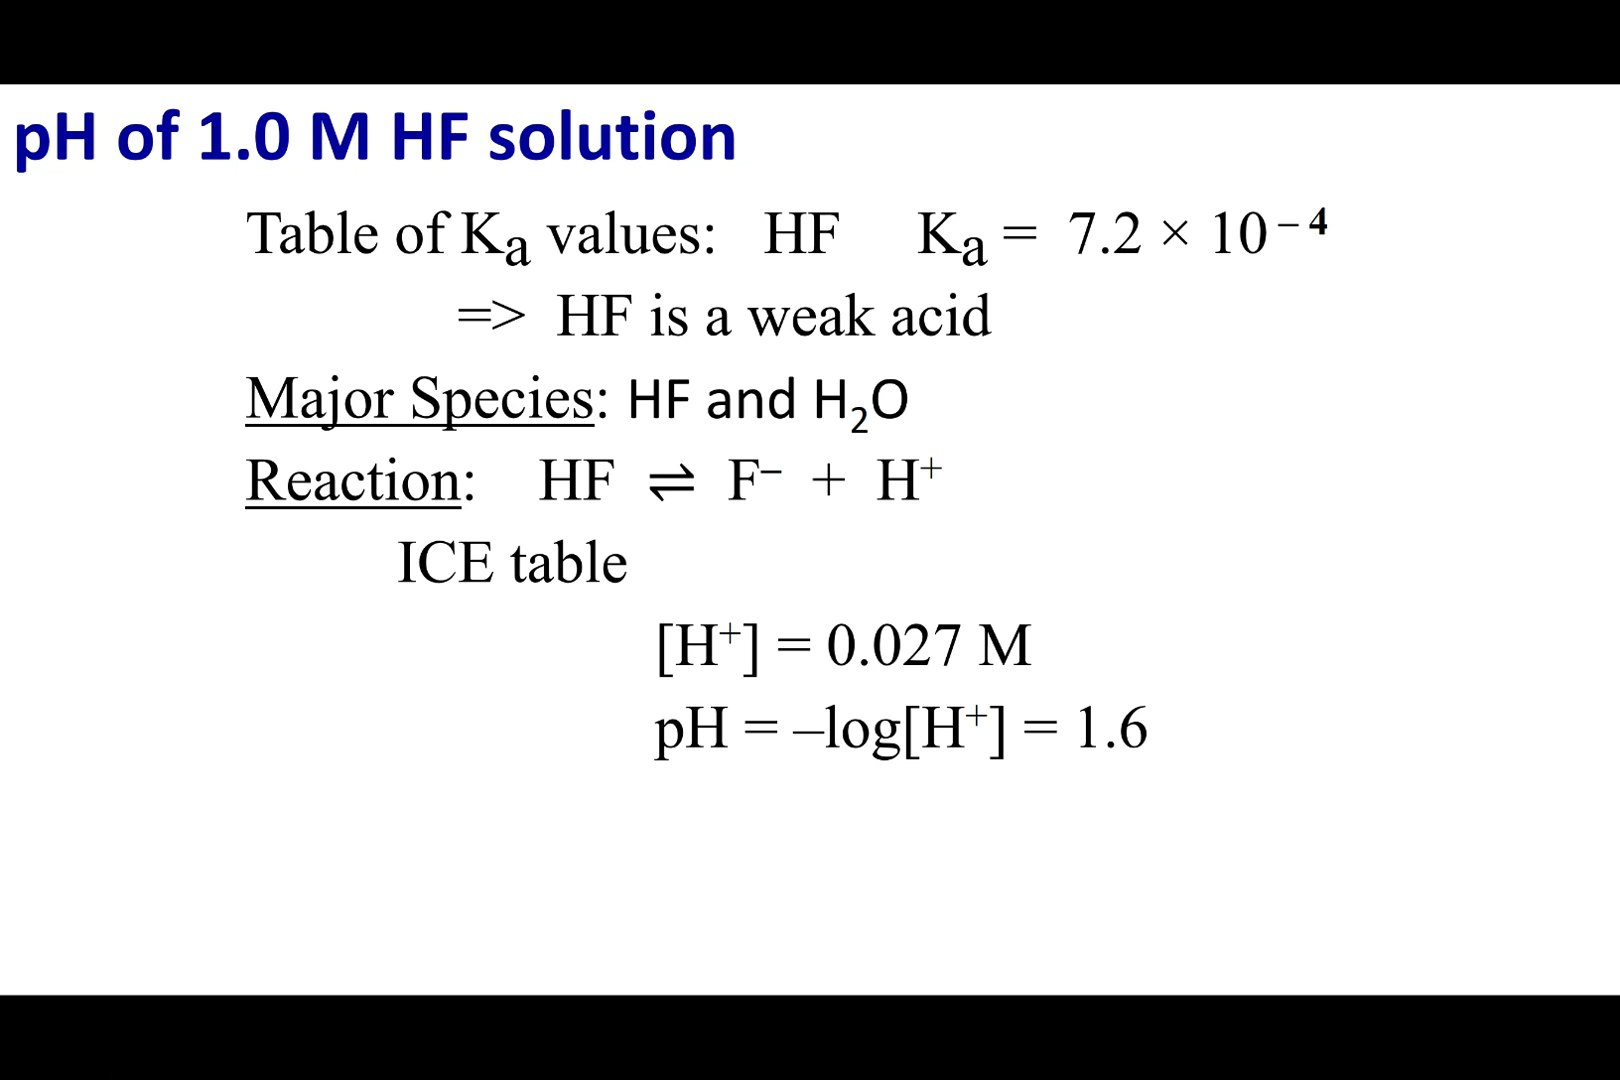 pH of 1.0 M HF solution
Table of Kₐ values: HF Kₐ = 7.2 × 10⁻⁴
=> HF is a weak acid
Major Species: HF and H₂O
Reaction: HF ⇌ F⁻ + H⁺
ICE table
[H⁺] = 0.027 M
pH = –log[H⁺] = 1.6